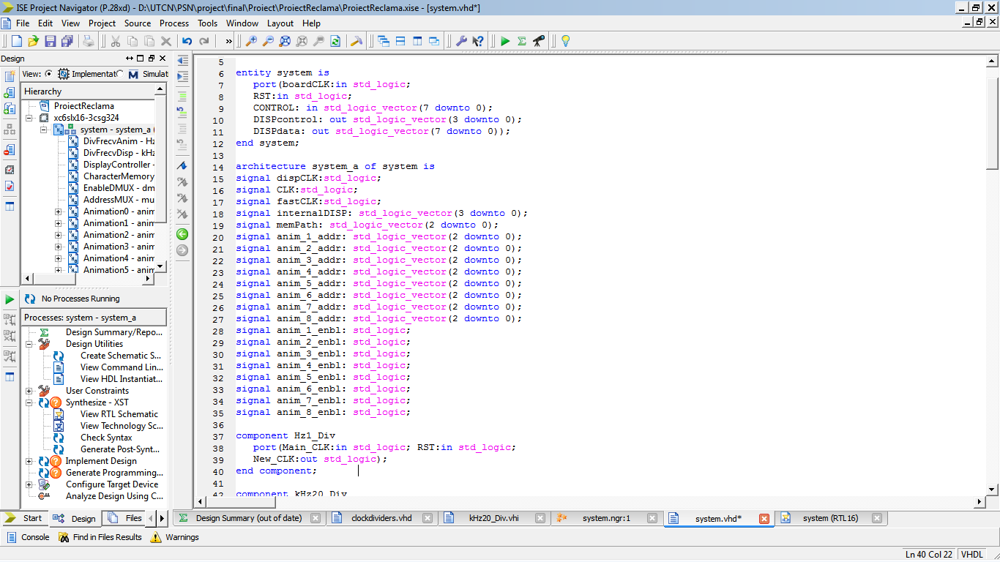 ISE Project Navigator (P.28xd) - D:\UTCN\PSN\project\final\Proiect\ProiectReclama\ProiectReclama.xise - [system.vhd*]
File Edit View Project Source Process Tools Window Layout Help
Design
View: Implementat Simulat
Hierarchy
ProiectReclama
xc6slx16-3csg324
system - system_a (
DivFrecvAnim - Hz
DivFrecvDisp - kHz
DisplayController -
CharacterMemory
EnableDMUX - dm
AddressMUX - mu
Animation0 - anim
Animation1 - anim
Animation2 - anim
Animation3 - anim
Animation4 - anim
Animation5 - anim
No Processes Running
Processes: system - system_a
Design Summary/Repo...
Design Utilities
Create Schematic S...
View Command Lin...
View HDL Instantiat...
User Constraints
Synthesize - XST
View RTL Schematic
View Technology Sc...
Check Syntax
Generate Post-Synt...
Implement Design
Generate Programming...
Configure Target Device
Analyze Design Using C...
Start Design Files
5
6 entity system is
7 port(boardCLK:in std_logic;
8 RST:in std_logic;
9 CONTROL: in std_logic_vector(7 downto 0);
10 DISPcontrol: out std_logic_vector(3 downto 0);
11 DISPdata: out std_logic_vector(7 downto 0));
12 end system;
13
14 architecture system_a of system is
15 signal dispCLK:std_logic;
16 signal CLK:std_logic;
17 signal fastCLK:std_logic;
18 signal internalDISP: std_logic_vector(3 downto 0);
19 signal memPath: std_logic_vector(2 downto 0);
20 signal anim_1_addr: std_logic_vector(2 downto 0);
21 signal anim_2_addr: std_logic_vector(2 downto 0);
22 signal anim_3_addr: std_logic_vector(2 downto 0);
23 signal anim_4_addr: std_logic_vector(2 downto 0);
24 signal anim_5_addr: std_logic_vector(2 downto 0);
25 signal anim_6_addr: std_logic_vector(2 downto 0);
26 signal anim_7_addr: std_logic_vector(2 downto 0);
27 signal anim_8_addr: std_logic_vector(2 downto 0);
28 signal anim_1_enbl: std_logic;
29 signal anim_2_enbl: std_logic;
30 signal anim_3_enbl: std_logic;
31 signal anim_4_enbl: std_logic;
32 signal anim_5_enbl: std_logic;
33 signal anim_6_enbl: std_logic;
34 signal anim_7_enbl: std_logic;
35 signal anim_8_enbl: std_logic;
36
37 component Hz1_Div
38 port(Main_CLK:in std_logic; RST:in std_logic;
39 New_CLK:out std_logic);
40 end component;
41
42 component kHz20_Div
Design Summary (out of date) clockdividers.vhd kHz20_Div.vhi system.ngr:1 system.vhd* system (RTL16)
Console Find in Files Results Warnings
Ln 40 Col 22 VHDL